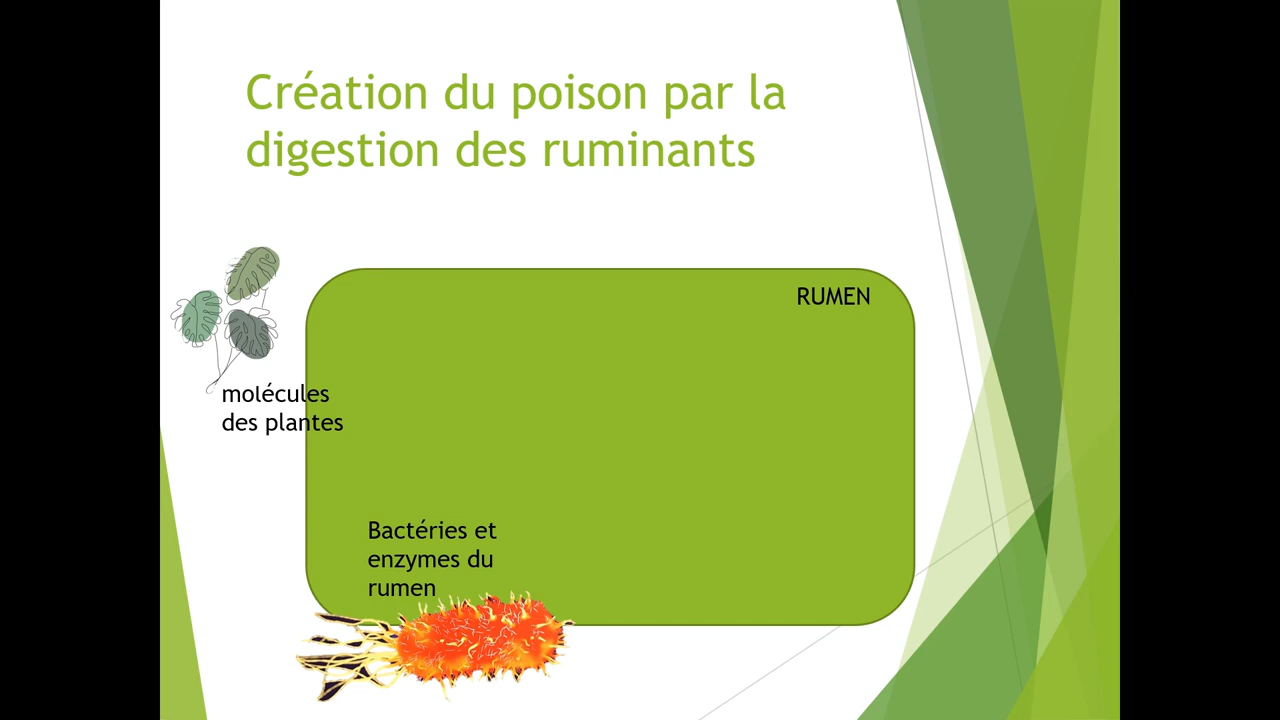 Création du poison par la
digestion des ruminants
RUMEN
molécules
des plantes
Bactéries et
enzymes du
rumen